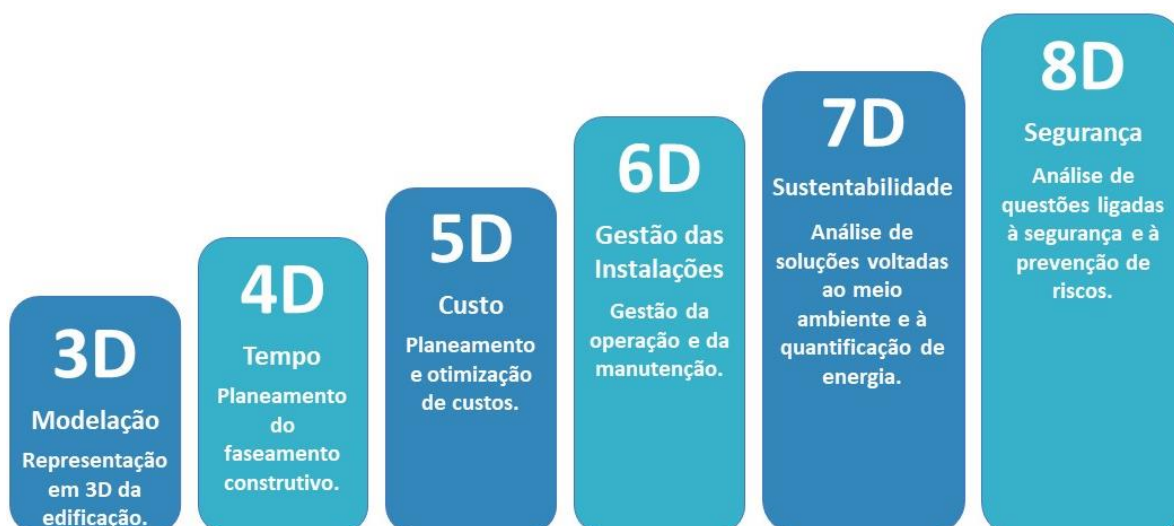 3D
Modelação
Representação
em 3D da
edificação.
4D
Tempo
Planeamento
do
faseamento
construtivo.
5D
Custo
Planeamento
e otimização
de custos.
6D
Gestão das
Instalações
Gestão da
operação e da
manutenção.
7D
Sustentabilidade
Análise de
soluções voltadas
ao meio
ambiente e à
quantificação de
energia.
8D
Segurança
Análise de
questões ligadas
à segurança e à
prevenção de
riscos.